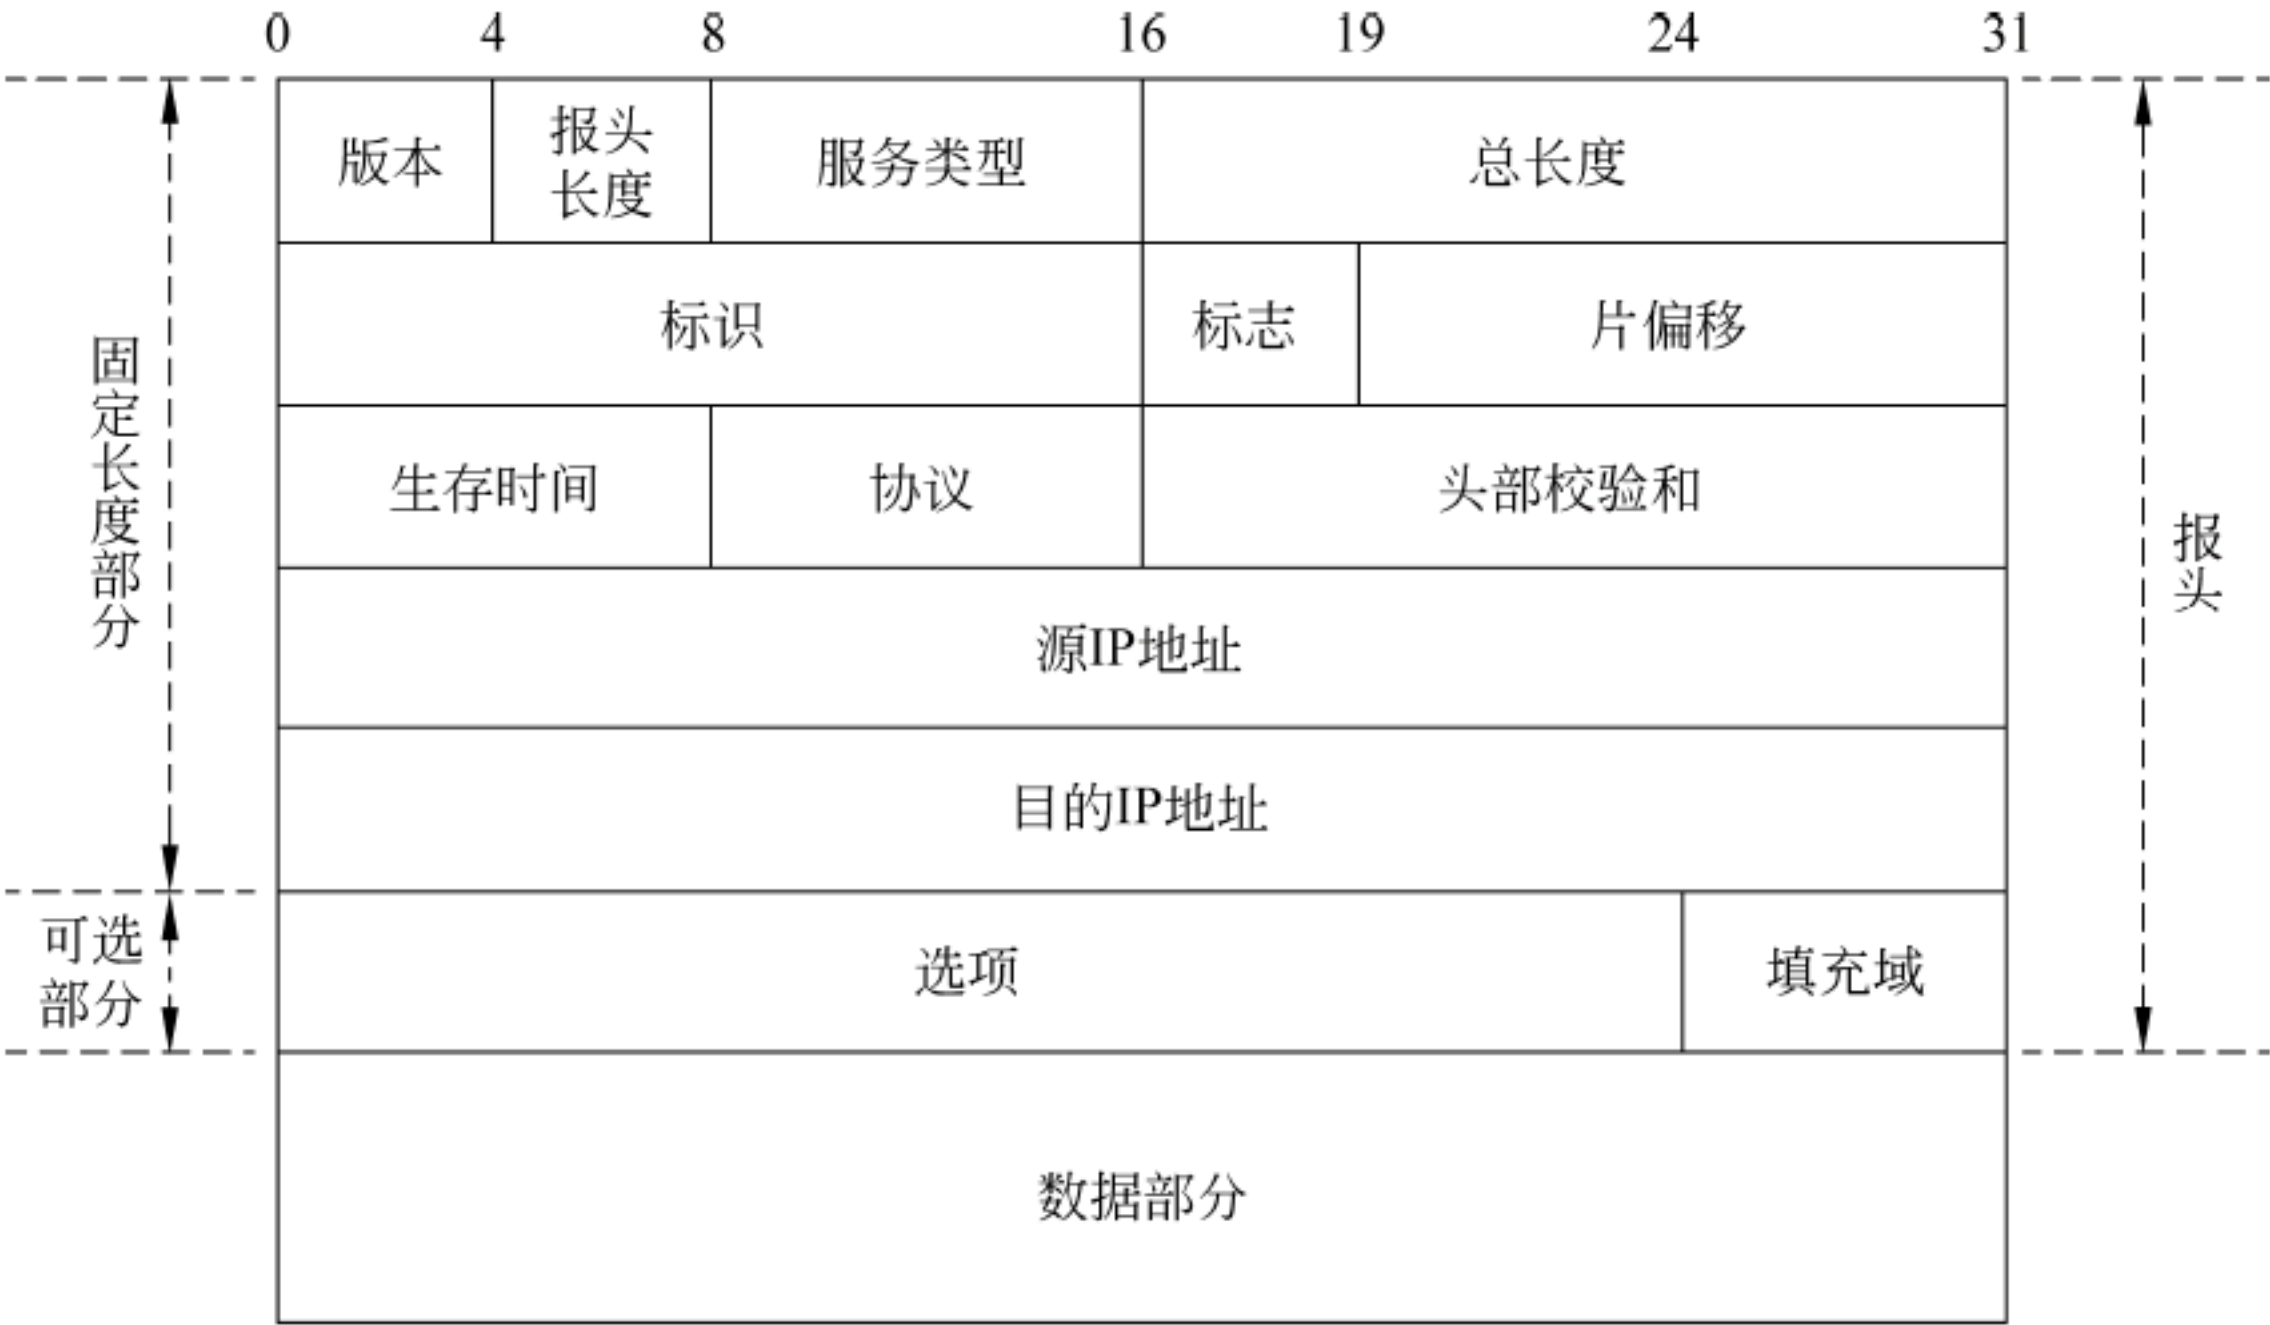 0 4 8 16 19 24 31
版本 报头长度 服务类型 总长度
标识 标志 片偏移
生存时间 协议 头部校验和
源IP地址
目的IP地址
选项 填充域
数据部分
固定长度部分
可选
部分
报头